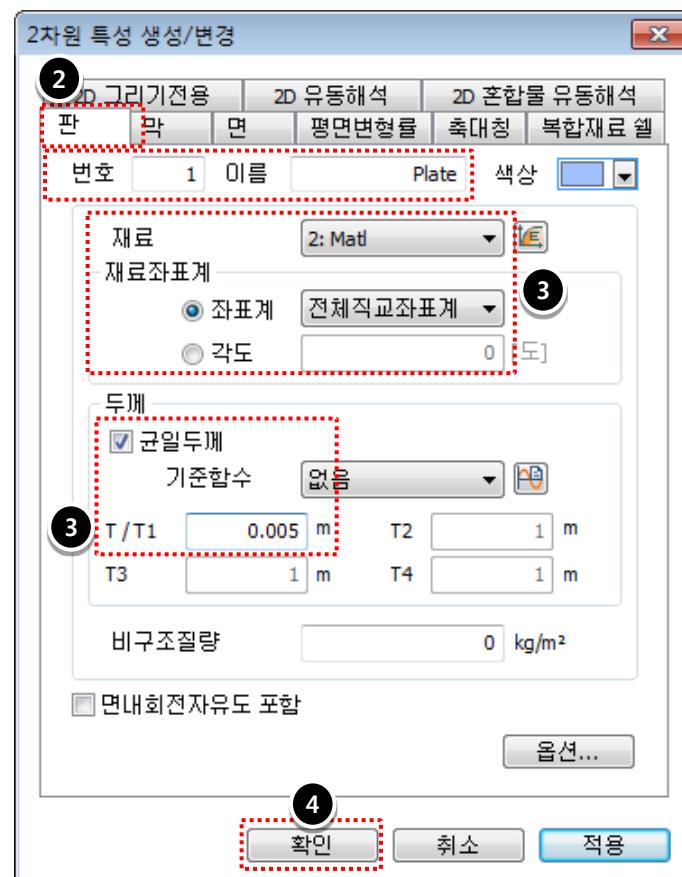 2차원 특성 생성/변경
2
2D 그리기전용 2D 유동해석 2D 혼합물 유동해석
판 막 면 평면변형률 축대칭 복합재료 쉘
번호 1 이름 Plate 색상
재료 2: Matl
재료좌표계
3
좌표계 전체직교좌표계
각도 0 [도]
두께
균일두께
기준함수 없음
3 T / T1 0.005 m T2 1 m
T3 1 m T4 1 m
비구조질량 0 kg/m²
면내회전자유도 포함
옵션...
4
확인 취소 적용